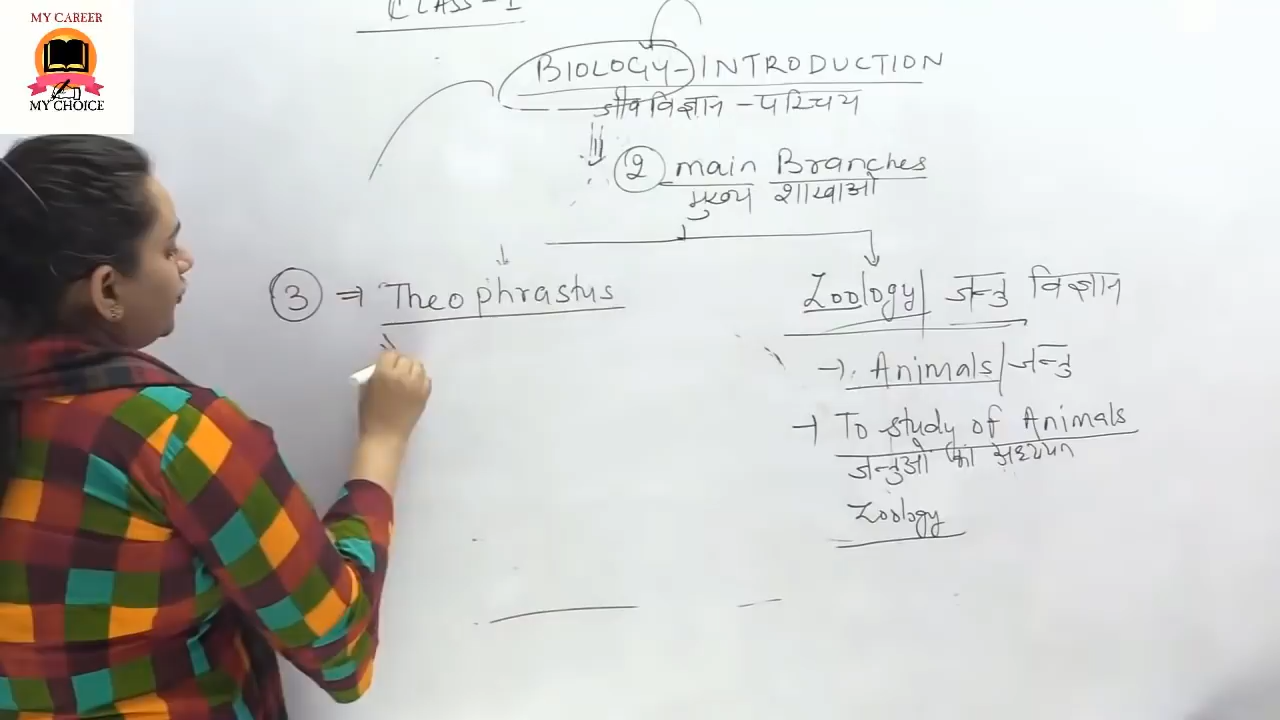 MY CAREER
MY CHOICE
CLASS-I
BIOLOGY-INTRODUCTION
जीव विज्ञान - परिचय
2 main Branches
मुख्य शाखाओ
3 ⇒ Theophrastus
Zoology| जन्तु विज्ञान
→ Animals/जन्तु
→ To study of Animals
जन्तुओ का अध्ययन
Zoology